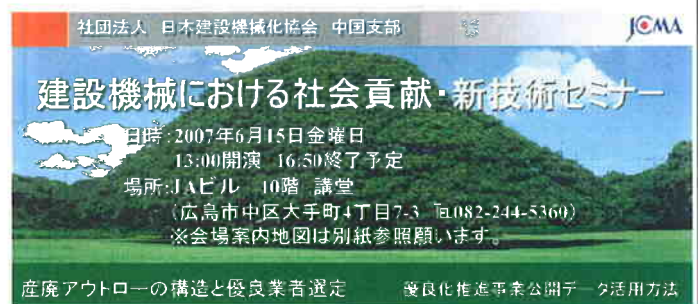 社団法人 日本建設機械化協会 中国支部
JCMA
建設機械における社会貢献・新技術セミナー
日時:2007年6月15日金曜日
13:00開演 16:50終了予定
場所:JAビル 10階 講堂
(広島市中区大手町4丁目7-3 ℡082-244-5360)
※会場案内地図は別紙参照願います。
産廃アウトローの構造と優良業者選定 優良化推進事業公開データ活用方法